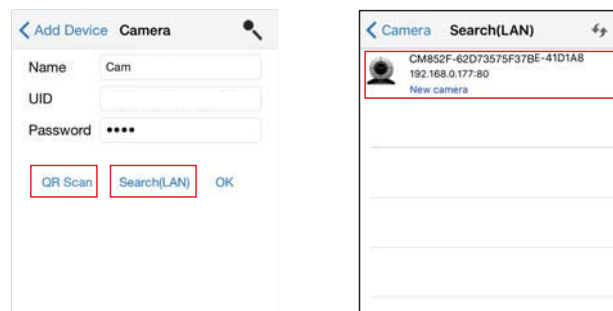 Add Device Camera
Name Cam
UID
Password ••••
QR Scan Search(LAN) OK
Camera Search(LAN)
CM852F-62D73575F37BE-41D1A8
192.168.0.177:80
New camera